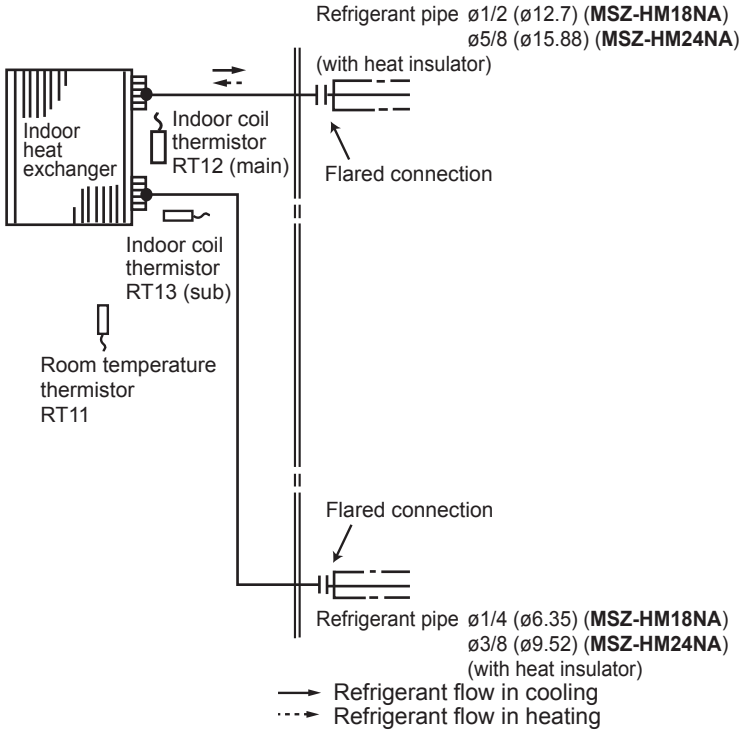 Refrigerant pipe ø1/2 (ø12.7) (MSZ-HM18NA)
ø5/8 (ø15.88) (MSZ-HM24NA)
(with heat insulator)
Indoor
heat
exchanger
Indoor coil
thermistor
RT12 (main)
Flared connection
Indoor coil
thermistor
RT13 (sub)
Room temperature
thermistor
RT11
Flared connection
Refrigerant pipe ø1/4 (ø6.35) (MSZ-HM18NA)
ø3/8 (ø9.52) (MSZ-HM24NA)
(with heat insulator)
Refrigerant flow in cooling
Refrigerant flow in heating